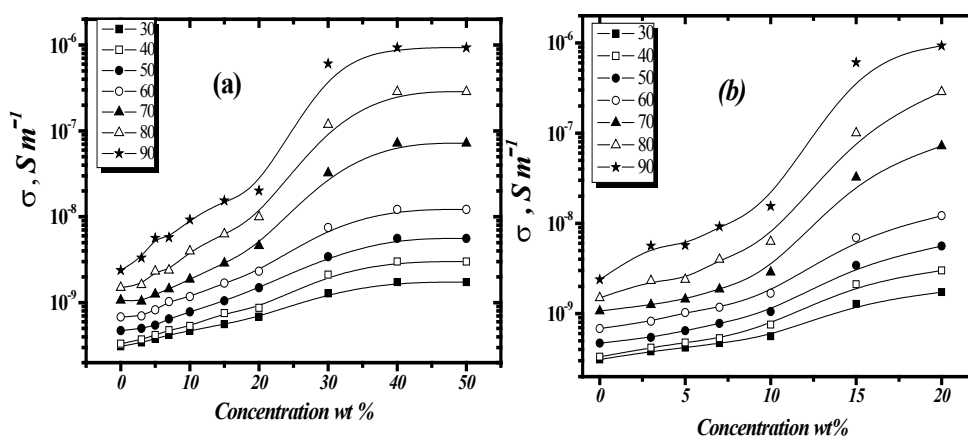 30
40
50
60
70
80
90
(a)
10⁻⁶
10⁻⁷
10⁻⁸
10⁻⁹
σ , S m⁻¹
0 10 20 30 40 50
Concentration wt %
30
40
50
60
70
80
90
(b)
10⁻⁶
10⁻⁷
10⁻⁸
10⁻⁹
σ , S m⁻¹
0 5 10 15 20
Concentration wt%